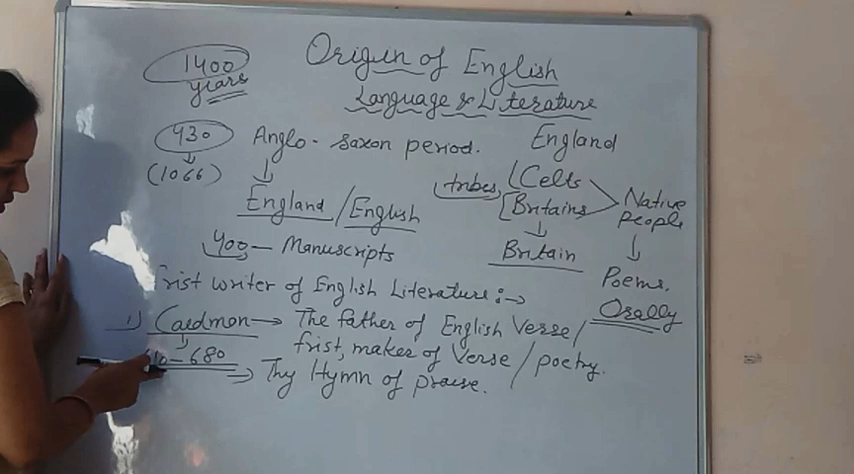 1400 years
Origin of English
Language & Literature
430 Anglo-Saxon period. England
(1066)
tribes, Celts
Britains
Native people
England / English
Britain
400 - Manuscripts
Poems.
Orally
Frist writer of English Literature :->
1) Caedmon -> The father of English Verse /
frist, maker of Verse / poetry.
- 680
Thy Hymn of praise.